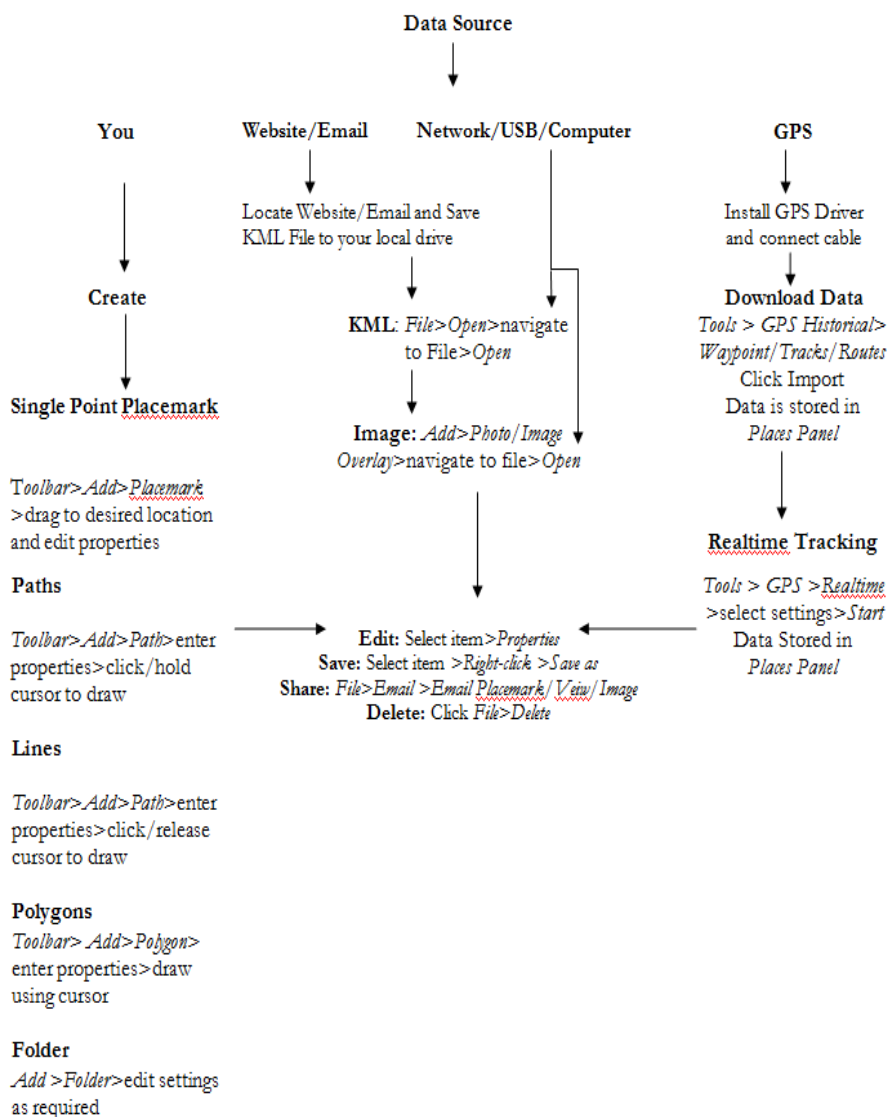 Data Source
You
Website/Email
Network/USB/Computer
GPS
Locate Website/Email and Save
KML File to your local drive
Install GPS Driver
and connect cable
Create
Download Data
Tools > GPS Historical>
Waypoint/Tracks/Routes
Click Import
Data is stored in
Places Panel
KML: File>Open>navigate
to File>Open
Single Point Placemark
Image: Add>Photo/Image
Overlay>navigate to file>Open
Toolbar>Add>Placemark
>drag to desired location
and edit properties
Realtime Tracking
Tools > GPS >Realtime
>select settings>Start
Data Stored in
Places Panel
Paths
Toolbar>Add>Path>enter
properties>click/hold
cursor to draw
Edit: Select item>Properties
Save: Select item >Right-click >Save as
Share: File>Email >Email Placemark/Veiw/Image
Delete: Click File>Delete
Lines
Toolbar>Add>Path>enter
properties>click/release
cursor to draw
Polygons
Toolbar> Add>Polygon>
enter properties>draw
using cursor
Folder
Add >Folder>edit settings
as required